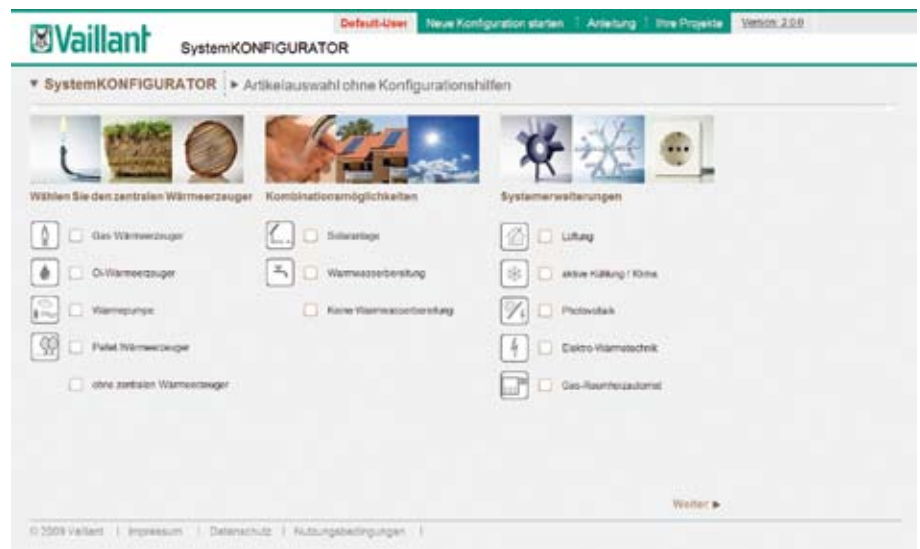 Default-User Neue Konfiguration starten Anleitung Ihre Projekte Version: 2.0.0
Vaillant SystemKONFIGURATOR
SystemKONFIGURATOR Artikelauswahl ohne Konfigurationshilfen
Wählen Sie den zentralen Wärmeerzeuger
Gas-Wärmeerzeuger
Öl-Wärmeerzeuger
Wärmepumpe
Pellet Wärmeerzeuger
ohne zentralen Wärmeerzeuger
Kombinationsmöglichkeiten
Solaranlage
Warmwasserbereitung
Keine Warmwasserbereitung
Systemerweiterungen
Lüftung
aktive Kühlung / Klima
Photovoltaik
Elektro-Warmetechnik
Gas-Raumheizautomat
Weiter
© 2009 Vaillant | Impressum | Datenschutz | Nutzungsbedingungen |